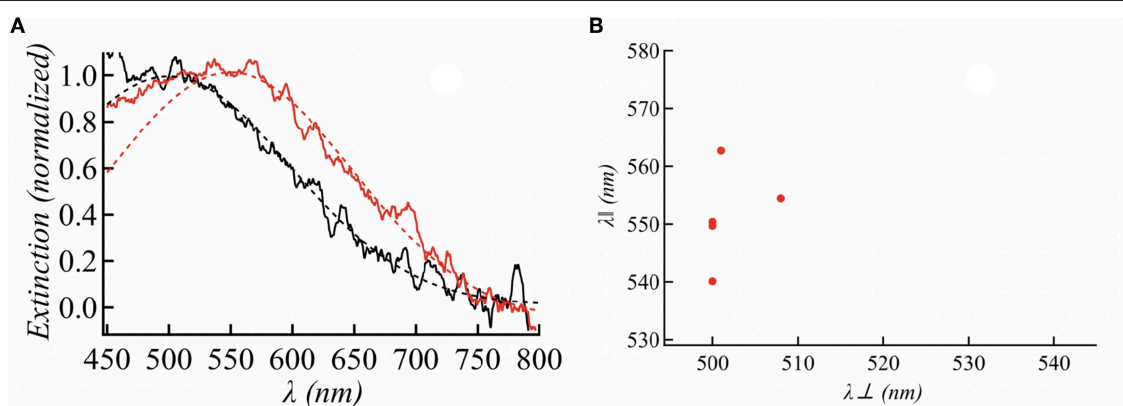 A
Extinction (normalized)
1.0
0.8
0.6
0.4
0.2
0.0
450 500 550 600 650 700 750 800
λ (nm)
B
λ∥ (nm)
580
570
560
550
540
530
500 510 520 530 540
λ⊥ (nm)